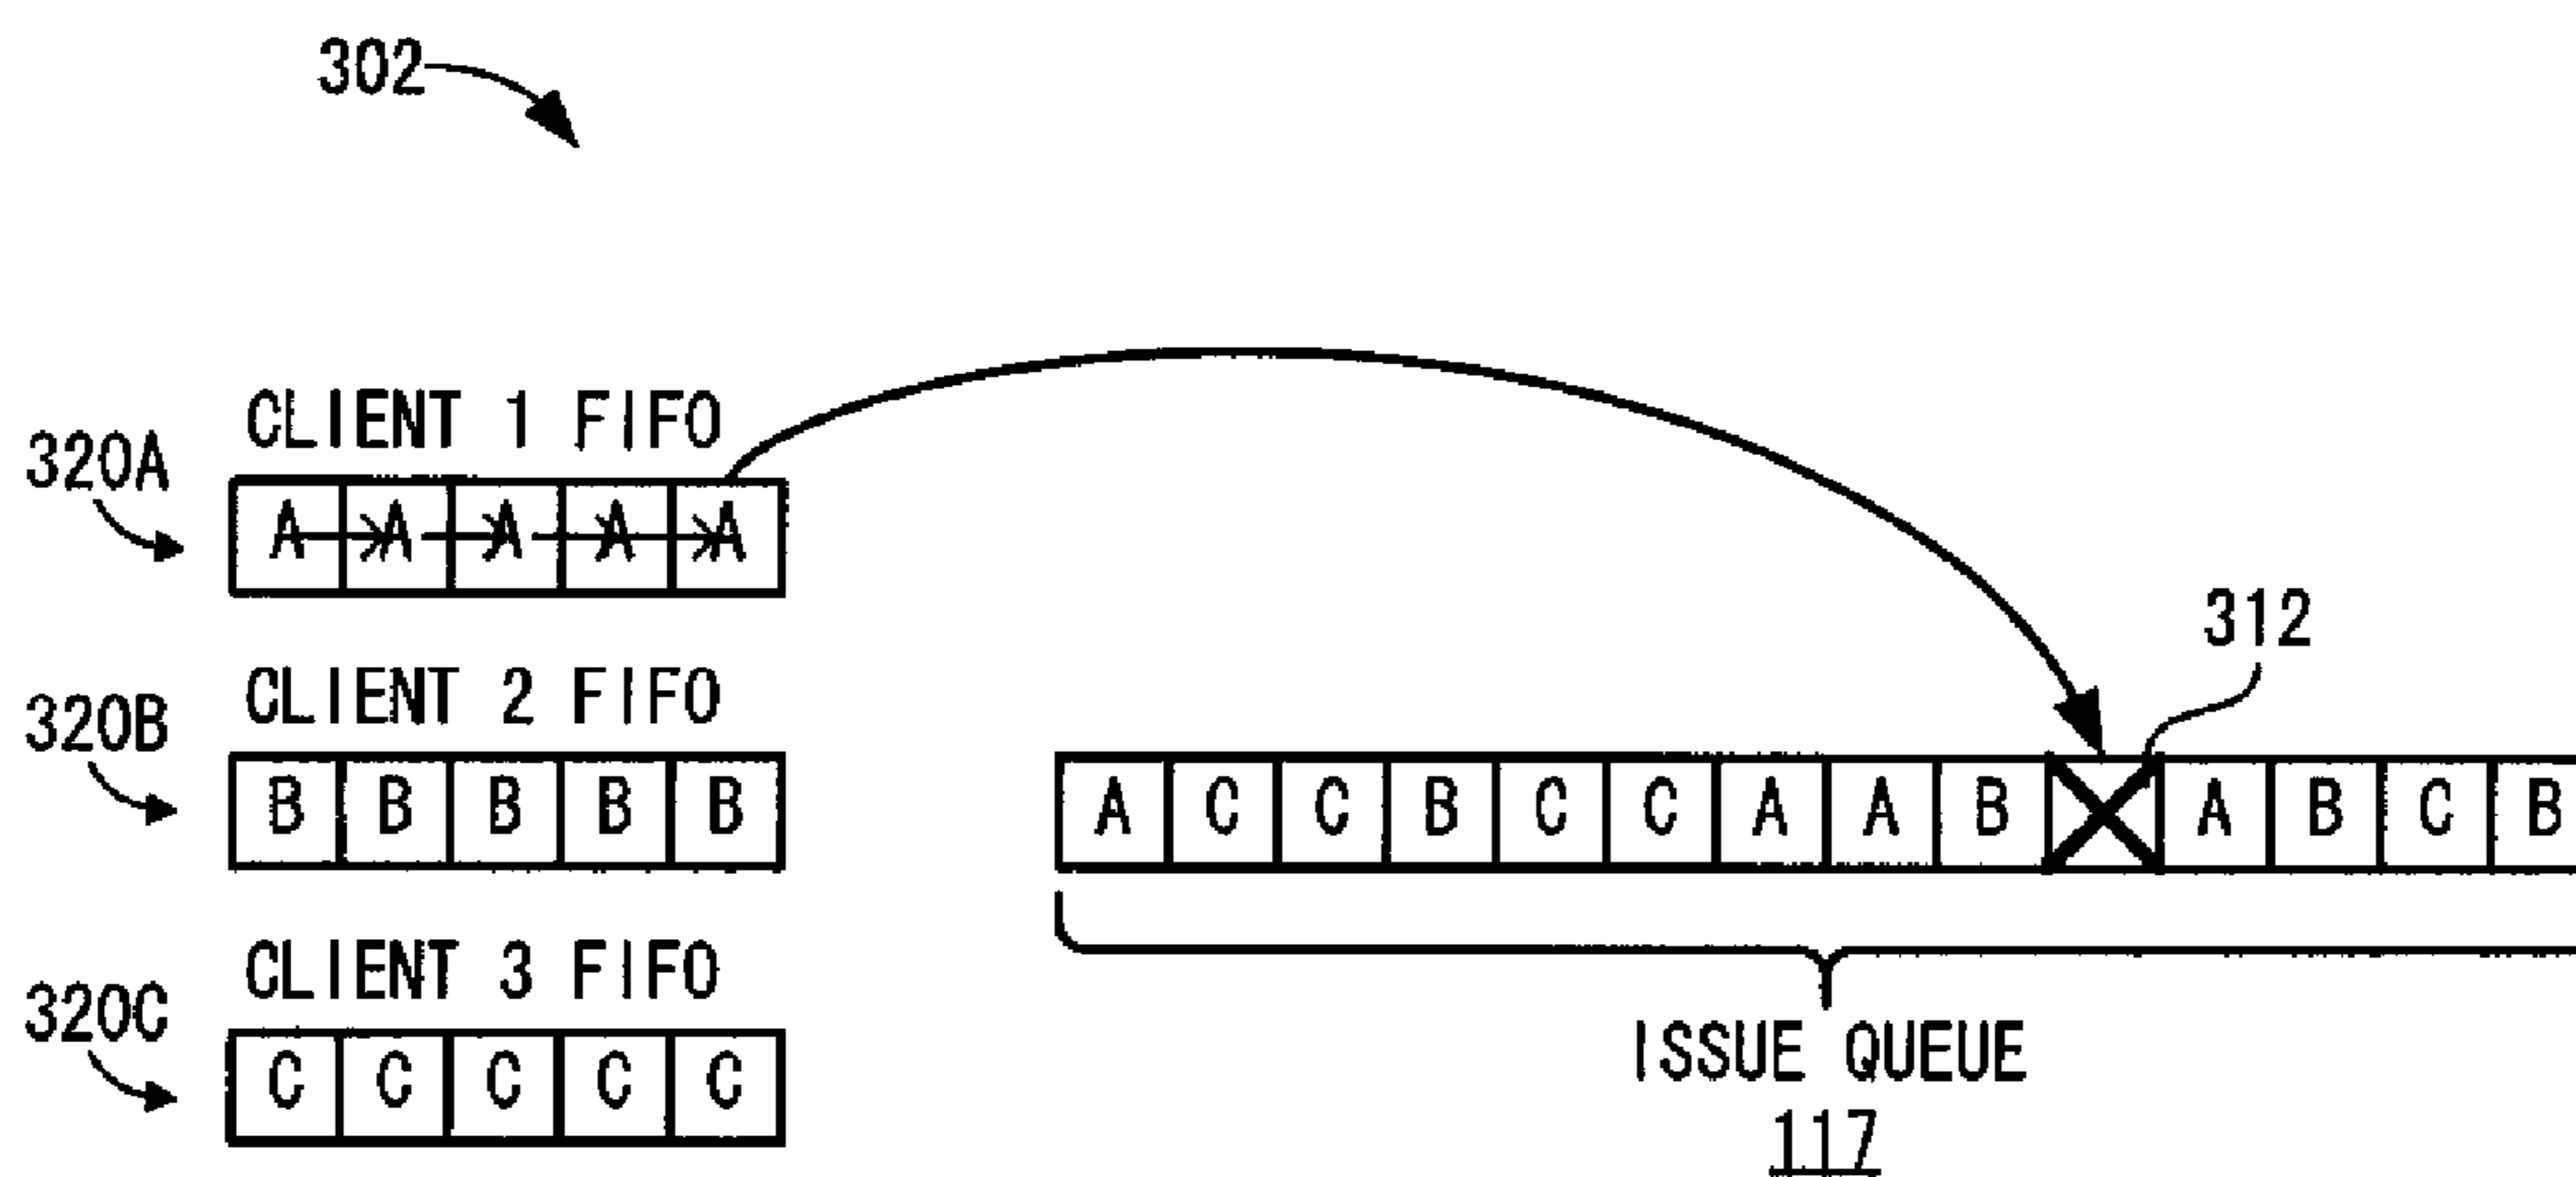 302
CLIENT 1 FIFO
320A
A A A A A
312
CLIENT 2 FIFO
320B
B B B B B
A C C B C C A A B A B C B
CLIENT 3 FIFO
320C
C C C C C
ISSUE QUEUE
117